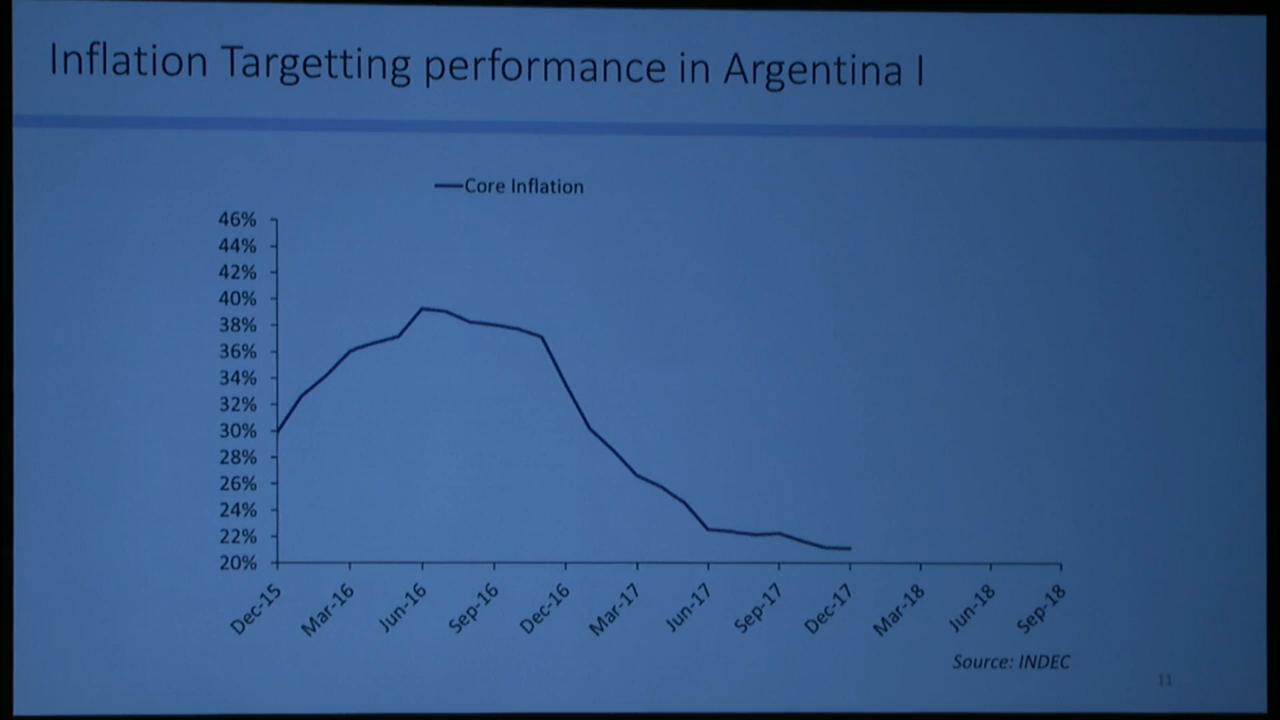 Inflation Targetting performance in Argentina I
Core Inflation
46%
44%
42%
40%
38%
36%
34%
32%
30%
28%
26%
24%
22%
20%
Dec-15
Mar-16
Jun-16
Sep-16
Dec-16
Mar-17
Jun-17
Sep-17
Dec-17
Mar-18
Jun-18
Sep-18
Source: INDEC
11